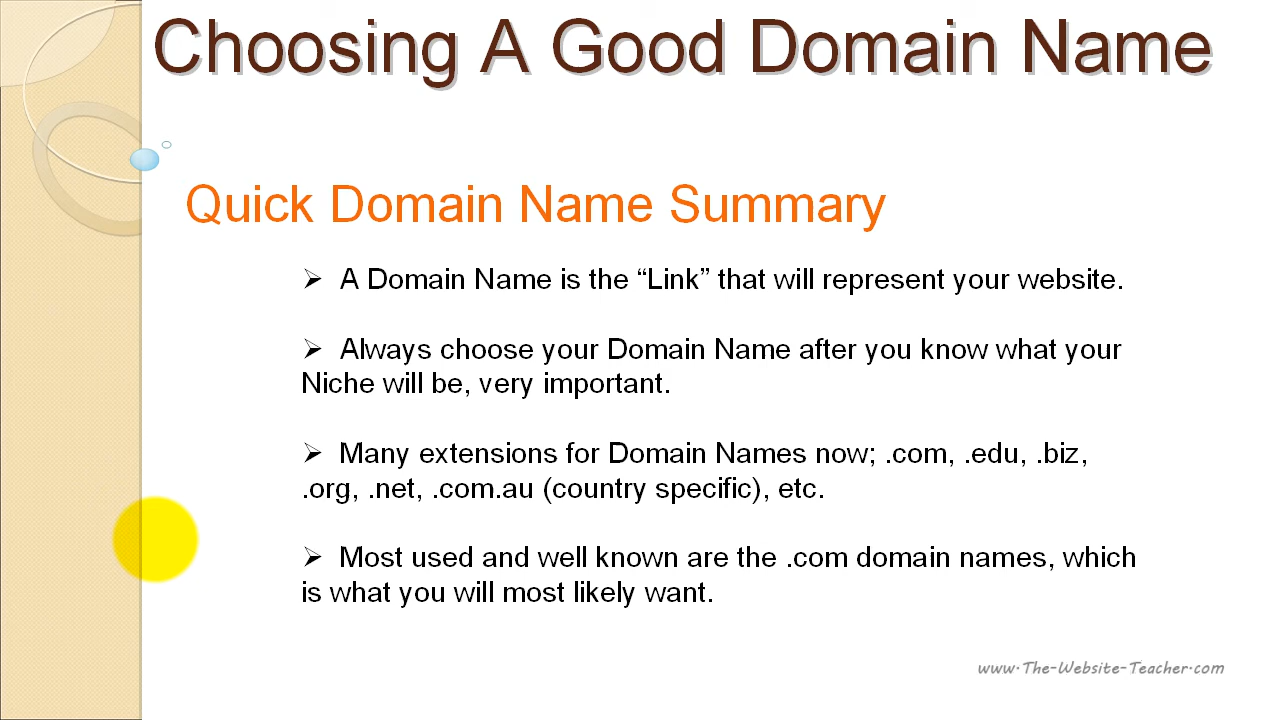 Choosing A Good Domain Name
Quick Domain Name Summary
➢ A Domain Name is the “Link” that will represent your website.
➢ Always choose your Domain Name after you know what your
Niche will be, very important.
➢ Many extensions for Domain Names now; .com, .edu, .biz,
.org, .net, .com.au (country specific), etc.
➢ Most used and well known are the .com domain names, which
is what you will most likely want.
www.The-Website-Teacher.com